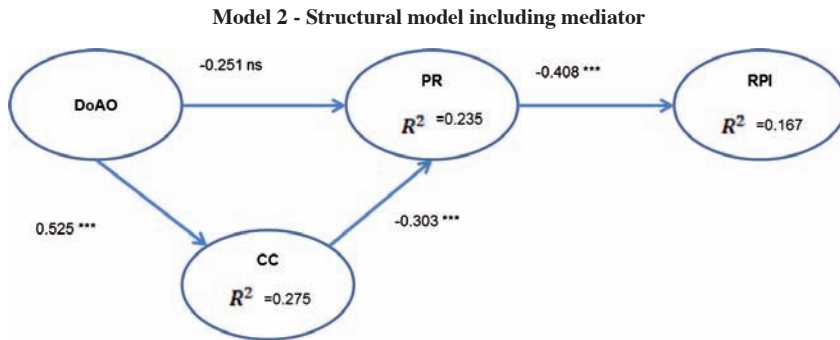 Model 2 - Structural model including mediator
-0.251 ns
PR
-0.408 ***
RPI
DoAO
R² =0.235
R² =0.167
0.525 ***
-0.303 ***
CC
R² =0.275